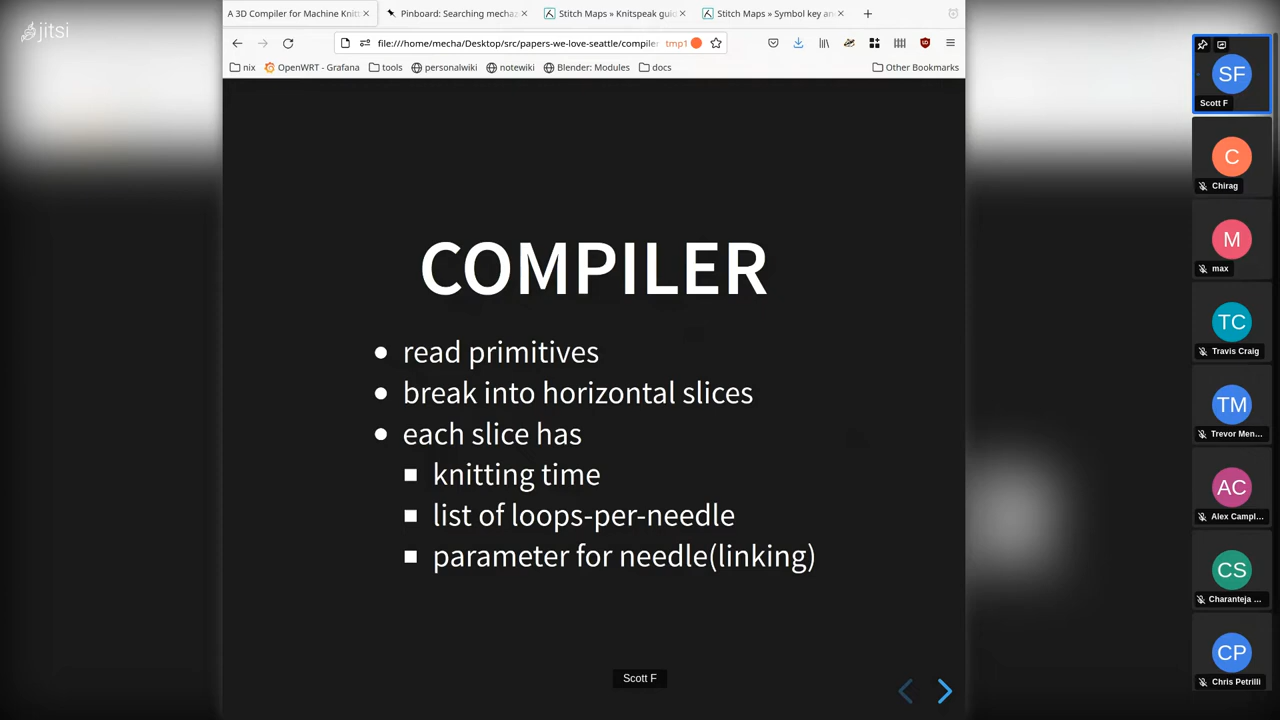 jitsi
A 3D Compiler for Machine Knitt
Pinboard: Searching mecha
Stitch Maps » Knitspeak guid
Stitch Maps » Symbol key an
file:///home/mecha/Desktop/src/papers-we-love-seattle/compiler
tmp1
nix
OpenWRT - Grafana
tools
personalwiki
notewiki
Blender: Modules
docs
Other Bookmarks
COMPILER
• read primitives
• break into horizontal slices
• each slice has
■ knitting time
■ list of loops-per-needle
■ parameter for needle(linking)
Scott F
SF
Scott F
C
Chirag
M
max
TC
Travis Craig
TM
Trevor Men...
AC
Alex Campl...
CS
Charanteja ...
CP
Chris Petrilli